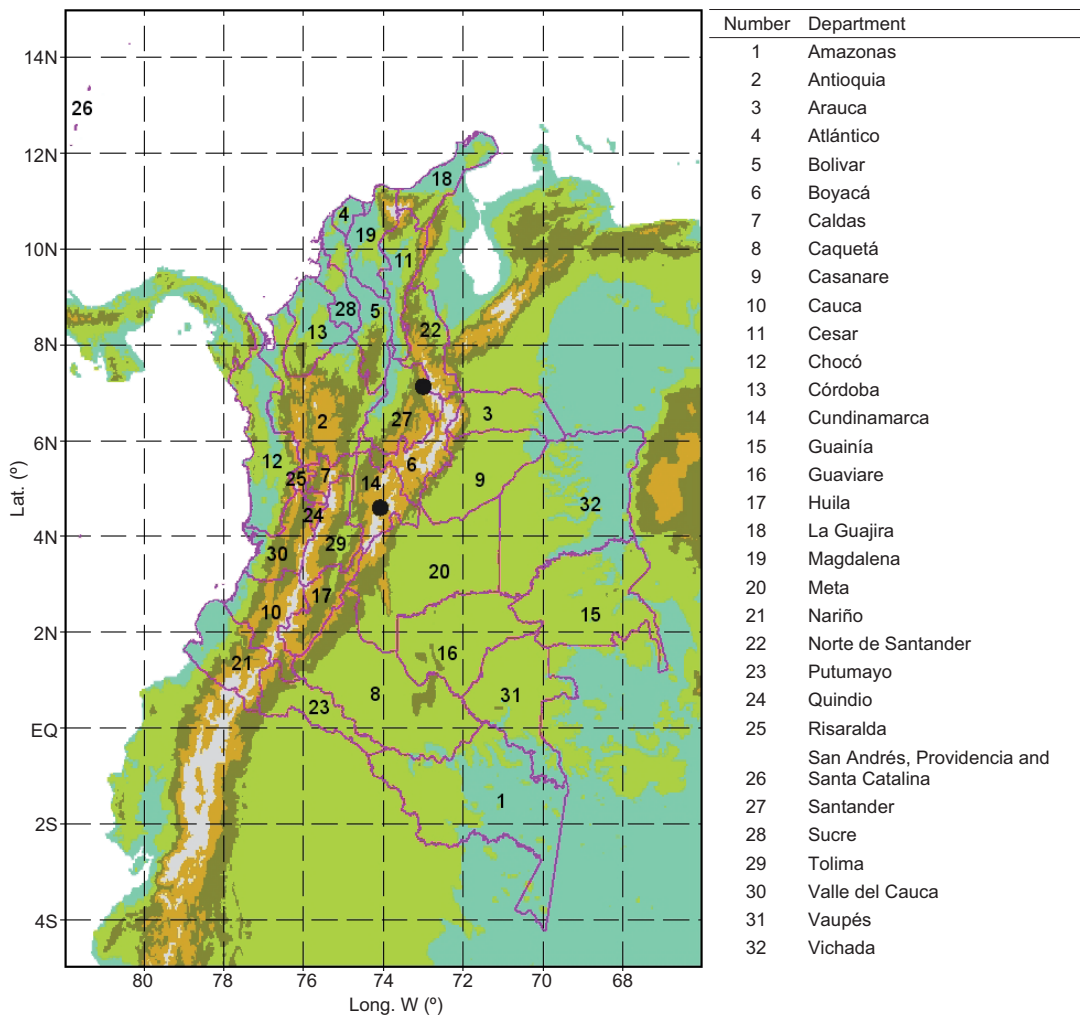 14N
12N
10N
8N
6N
4N
2N
EQ
2S
4S
Lat. (º)
80
78
76
74
72
70
68
Long. W (º)
26
18
4
19
11
28
5
13
22
2
27
3
12
25
7
6
14
9
24
32
30
29
20
10
17
15
21
16
23
8
31
1
Number Department
1 Amazonas
2 Antioquia
3 Arauca
4 Atlántico
5 Bolivar
6 Boyacá
7 Caldas
8 Caquetá
9 Casanare
10 Cauca
11 Cesar
12 Chocó
13 Córdoba
14 Cundinamarca
15 Guainía
16 Guaviare
17 Huila
18 La Guajira
19 Magdalena
20 Meta
21 Nariño
22 Norte de Santander
23 Putumayo
24 Quindio
25 Risaralda
San Andrés, Providencia and
26 Santa Catalina
27 Santander
28 Sucre
29 Tolima
30 Valle del Cauca
31 Vaupés
32 Vichada